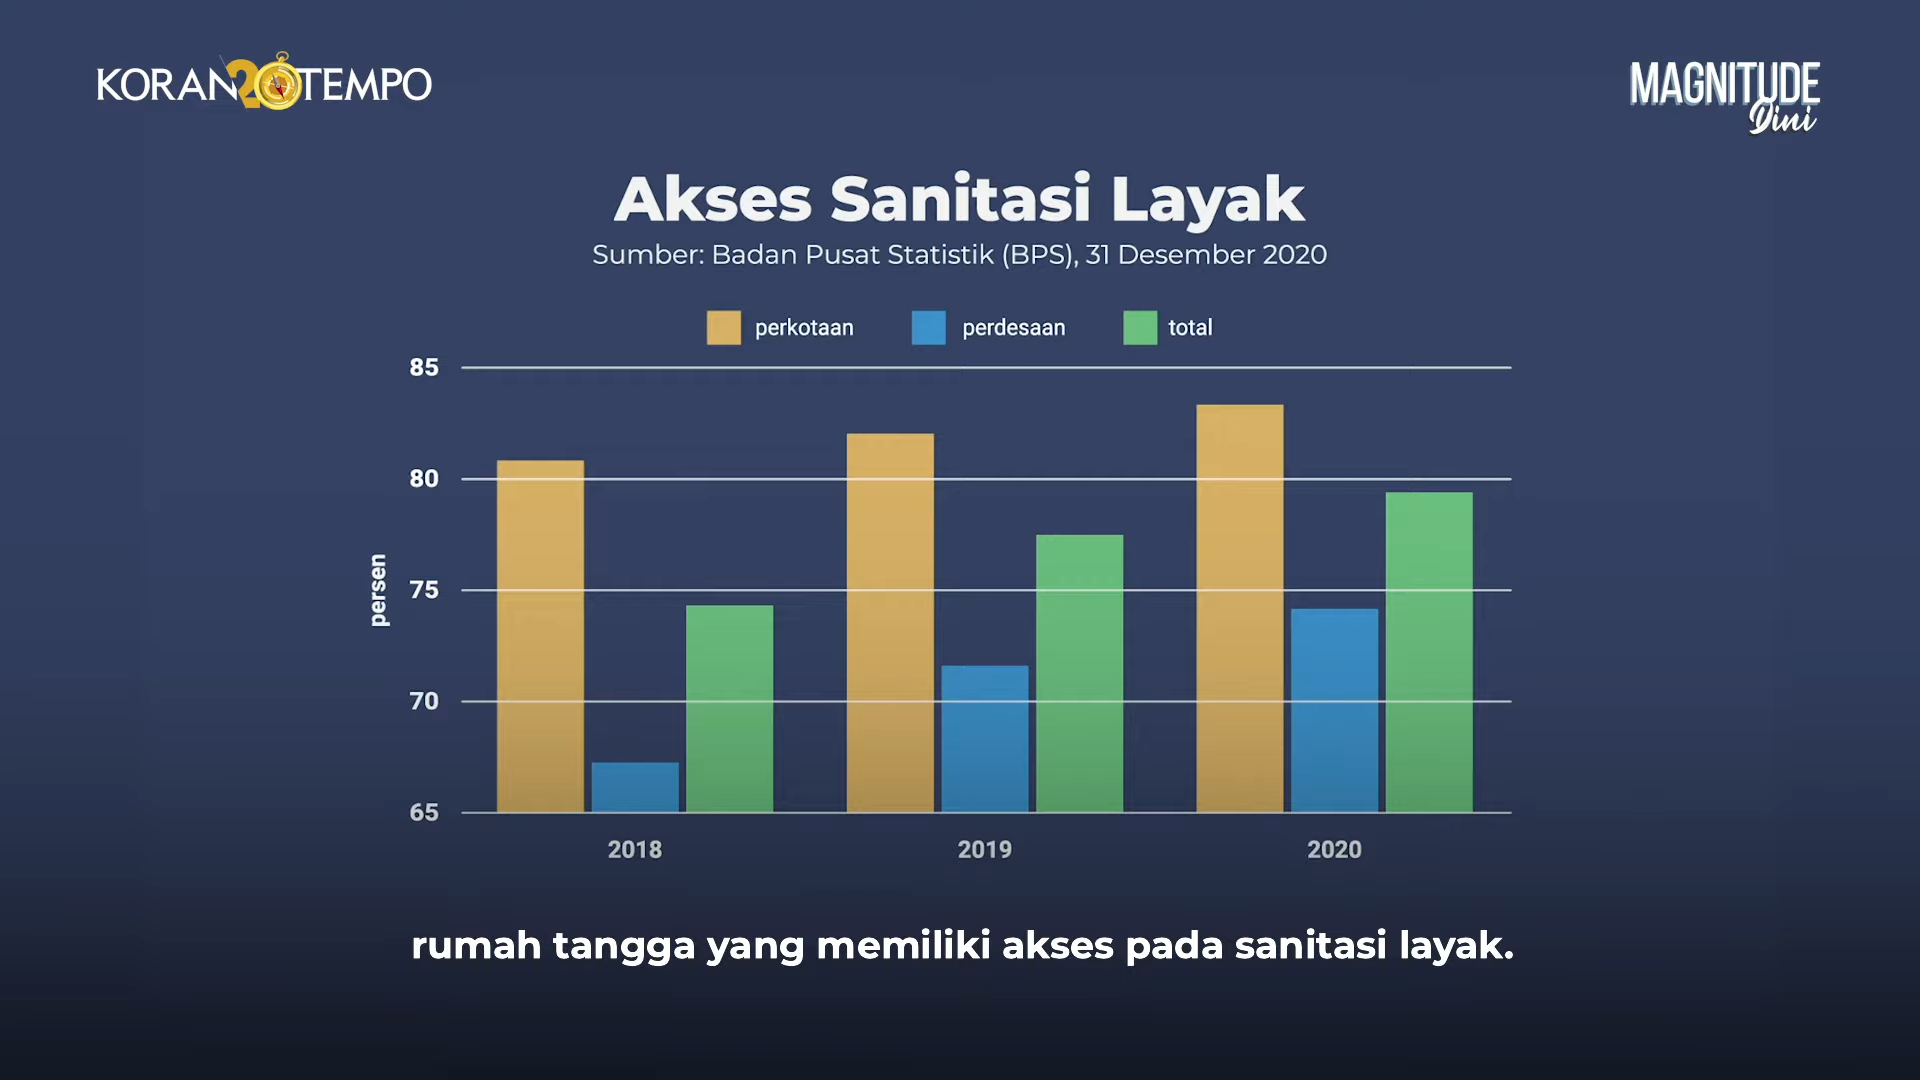 KORAN 20 TEMPO
MAGNITUDE
Dini
Akses Sanitasi Layak
Sumber: Badan Pusat Statistik (BPS), 31 Desember 2020
perkotaan perdesaan total
85
80
75
70
65
persen
2018 2019 2020
rumah tangga yang memiliki akses pada sanitasi layak.